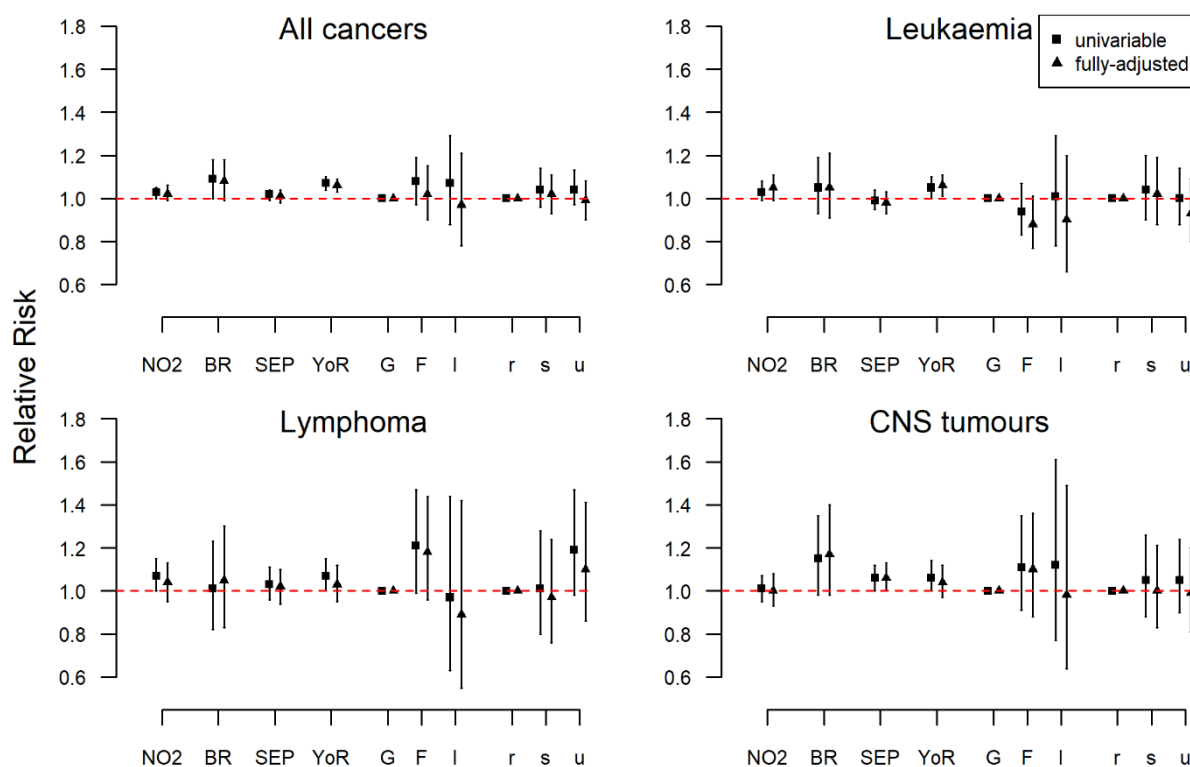 All cancers
1.8
1.6
1.4
1.2
1.0
0.8
0.6
NO2 BR SEP YoR G F I r s u
Leukaemia
univariable
fully-adjusted
1.8
1.6
1.4
1.2
1.0
0.8
0.6
NO2 BR SEP YoR G F I r s u
Relative Risk
Lymphoma
1.8
1.6
1.4
1.2
1.0
0.8
0.6
NO2 BR SEP YoR G F I r s u
CNS tumours
1.8
1.6
1.4
1.2
1.0
0.8
0.6
NO2 BR SEP YoR G F I r s u